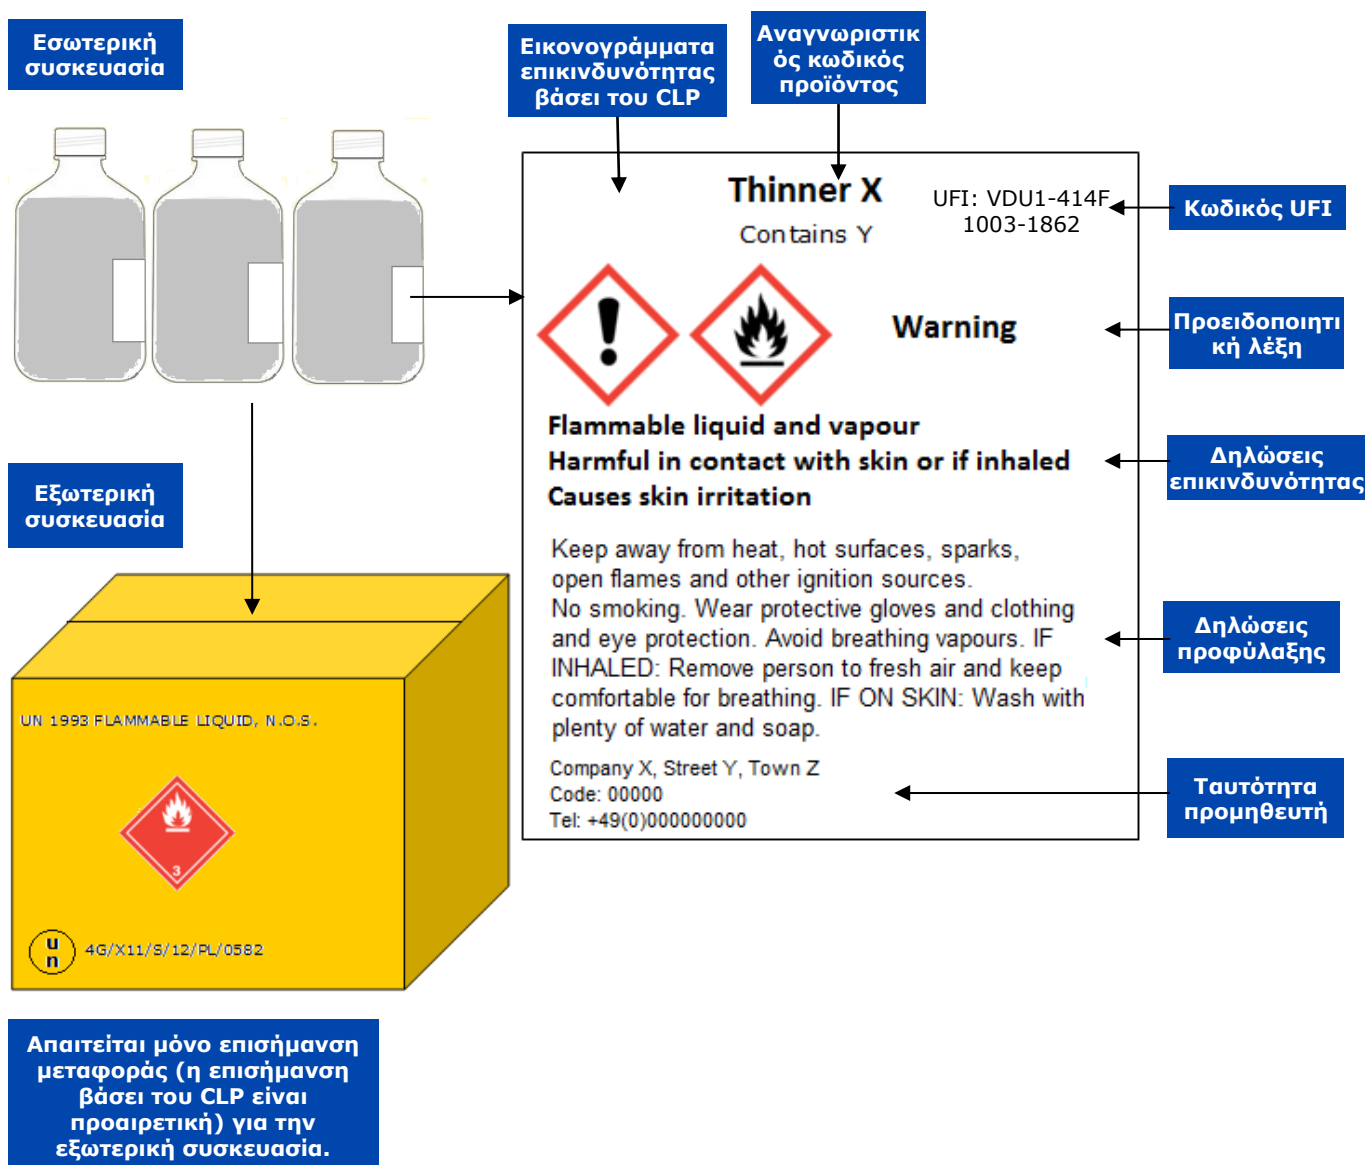 Εσωτερική
συσκευασία
Εικονογράμματα
επικινδυνότητας
βάσει του CLP
Αναγνωριστικ
ός κωδικός
προϊόντος
Thinner X
Contains Y
UFI: VDU1-414F
1003-1862
Κωδικός UFI
Warning
Προειδοποιητι
κή λέξη
Flammable liquid and vapour
Harmful in contact with skin or if inhaled
Causes skin irritation
Δηλώσεις
επικινδυνότητας
Εξωτερική
συσκευασία
Keep away from heat, hot surfaces, sparks,
open flames and other ignition sources.
No smoking. Wear protective gloves and clothing
and eye protection. Avoid breathing vapours. IF
INHALED: Remove person to fresh air and keep
comfortable for breathing. IF ON SKIN: Wash with
plenty of water and soap.
Δηλώσεις
προφύλαξης
Company X, Street Y, Town Z
Code: 00000
Tel: +49(0)000000000
Ταυτότητα
προμηθευτή
UN 1993 FLAMMABLE LIQUID, N.O.S.
3
u
n
4G/X11/S/12/PL/0582
Απαιτείται μόνο επισήμανση
μεταφοράς (η επισήμανση
βάσει του CLP είναι
προαιρετική) για την
εξωτερική συσκευασία.